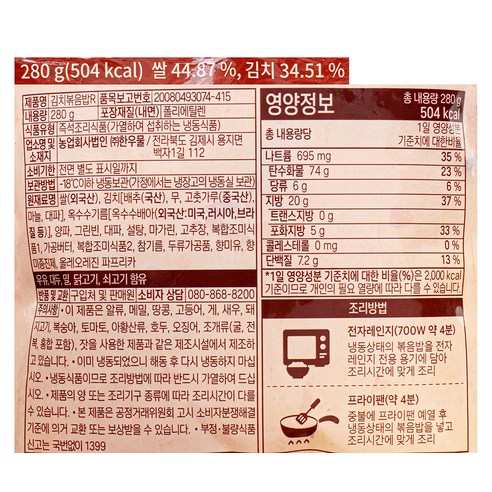 280 g(504 kcal) 쌀 44.87 %, 김치 34.51 %
제품명 김치볶음밥R 품목보고번호 20080493074-415
내용량 280 g 포장재질(내면) 폴리에틸렌
식품유형 즉석조리식품(가열하여 섭취하는 냉동식품)
업소명 및 소재지 농업회사법인 ㈜한우물 / 전라북도 김제시 용지면
백자1길 112
소비기한 전면 별도 표시일까지
보관방법 -18℃이하 냉동보관(가정에서는 냉장고의 냉동실 보관)
원재료명 쌀(외국산), 김치[배추(국산), 무, 고춧가루(중국산),
마늘, 대파], 옥수수기름[옥수수배아(외국산:미국,러시아,브라
질 등)], 양파, 그린빈, 대파, 설탕, 마가린, 고추장, 복합조미식
품1, 가공버터, 복합조미식품2, 참기름, 두류가공품, 향미유, 향
미증진제, 올레오레진 파프리카
우유, 대두, 밀, 닭고기, 쇠고기 함유
반품 및 교환 구입처 및 판매원 소비자 상담 080-868-8200
주의사항 • 이 제품은 알류, 메밀, 땅콩, 고등어, 게, 새우, 돼
지고기, 복숭아, 토마토, 아황산류, 호두, 오징어, 조개류(굴, 전
복, 홍합 포함), 잣을 사용한 제품과 같은 제조시설에서 제조하
고 있습니다. • 이미 냉동되었으니 해동 후 다시 냉동하지 마십
시오. • 냉동식품이므로 조리방법에 따라 반드시 가열하여 드십
시오. • 제품의 양 또는 조리기구 종류에 따라 조리시간이 다를
수 있습니다. • 본 제품은 공정거래위원회 고시 소비자분쟁해결
기준에 의거 교환 또는 보상받을 수 있습니다. • 부정·불량식품
신고는 국번없이 1399
영양정보 총 내용량 280 g
504 kcal
총 내용량당 1일 영양성분
기준치에 대한 비율
나트륨 695 mg 35 %
탄수화물 74 g 23 %
당류 6 g 6 %
지방 20 g 37 %
트랜스지방 0 g
포화지방 5 g 33 %
콜레스테롤 0 mg 0 %
단백질 7.2 g 13 %
*1일 영양성분 기준치에 대한 비율(%)은 2,000 kcal
기준이므로 개인의 필요 열량에 따라 다를 수 있습니다.
조리방법
전자레인지(700W 약 4분)
냉동상태의 볶음밥을 전자
레인지 전용 용기에 담아
조리시간에 맞게 조리
프라이팬(약 4분)
중불에 프라이팬 예열 후
냉동상태의 볶음밥을 넣고
조리시간에 맞게 조리